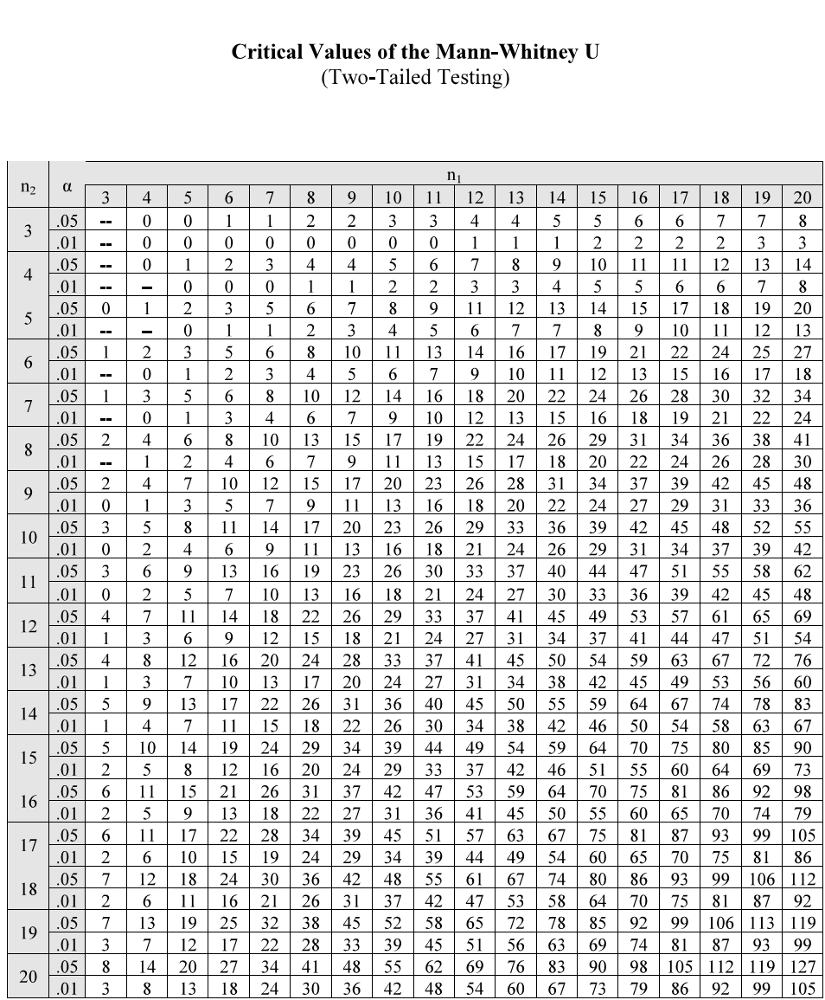 Critical Values of the Mann-Whitney U
(Two-Tailed Testing)
n₂ α n₁
3 4 5 6 7 8 9 10 11 12 13 14 15 16 17 18 19 20
3 .05 -- 0 0 1 1 2 2 3 3 4 4 5 5 6 6 7 7 8
.01 -- 0 0 0 0 0 0 0 0 1 1 1 2 2 2 2 3 3
4 .05 -- 0 1 2 3 4 4 5 6 7 8 9 10 11 11 12 13 14
.01 -- -- 0 0 0 1 1 2 2 3 3 4 5 5 6 6 7 8
5 .05 0 1 2 3 5 6 7 8 9 11 12 13 14 15 17 18 19 20
.01 -- -- 0 1 1 2 3 4 5 6 7 7 8 9 10 11 12 13
6 .05 1 2 3 5 6 8 10 11 13 14 16 17 19 21 22 24 25 27
.01 -- 0 1 2 3 4 5 6 7 9 10 11 12 13 15 16 17 18
7 .05 1 3 5 6 8 10 12 14 16 18 20 22 24 26 28 30 32 34
.01 -- 0 1 3 4 6 7 9 10 12 13 15 16 18 19 21 22 24
8 .05 2 4 6 8 10 13 15 17 19 22 24 26 29 31 34 36 38 41
.01 -- 1 2 4 6 7 9 11 13 15 17 18 20 22 24 26 28 30
9 .05 2 4 7 10 12 15 17 20 23 26 28 31 34 37 39 42 45 48
.01 0 1 3 5 7 9 11 13 16 18 20 22 24 27 29 31 33 36
10 .05 3 5 8 11 14 17 20 23 26 29 33 36 39 42 45 48 52 55
.01 0 2 4 6 9 11 13 16 18 21 24 26 29 31 34 37 39 42
11 .05 3 6 9 13 16 19 23 26 30 33 37 40 44 47 51 55 58 62
.01 0 2 5 7 10 13 16 18 21 24 27 30 33 36 39 42 45 48
12 .05 4 7 11 14 18 22 26 29 33 37 41 45 49 53 57 61 65 69
.01 1 3 6 9 12 15 18 21 24 27 31 34 37 41 44 47 51 54
13 .05 4 8 12 16 20 24 28 33 37 41 45 50 54 59 63 67 72 76
.01 1 3 7 10 13 17 20 24 27 31 34 38 42 45 49 53 56 60
14 .05 5 9 13 17 22 26 31 36 40 45 50 55 59 64 67 74 78 83
.01 1 4 7 11 15 18 22 26 30 34 38 42 46 50 54 58 63 67
15 .05 5 10 14 19 24 29 34 39 44 49 54 59 64 70 75 80 85 90
.01 2 5 8 12 16 20 24 29 33 37 42 46 51 55 60 64 69 73
16 .05 6 11 15 21 26 31 37 42 47 53 59 64 70 75 81 86 92 98
.01 2 5 9 13 18 22 27 31 36 41 45 50 55 60 65 70 74 79
17 .05 6 11 17 22 28 34 39 45 51 57 63 67 75 81 87 93 99 105
.01 2 6 10 15 19 24 29 34 39 44 49 54 60 65 70 75 81 86
18 .05 7 12 18 24 30 36 42 48 55 61 67 74 80 86 93 99 106 112
.01 2 6 11 16 21 26 31 37 42 47 53 58 64 70 75 81 87 92
19 .05 7 13 19 25 32 38 45 52 58 65 72 78 85 92 99 106 113 119
.01 3 7 12 17 22 28 33 39 45 51 56 63 69 74 81 87 93 99
20 .05 8 14 20 27 34 41 48 55 62 69 76 83 90 98 105 112 119 127
.01 3 8 13 18 24 30 36 42 48 54 60 67 73 79 86 92 99 105